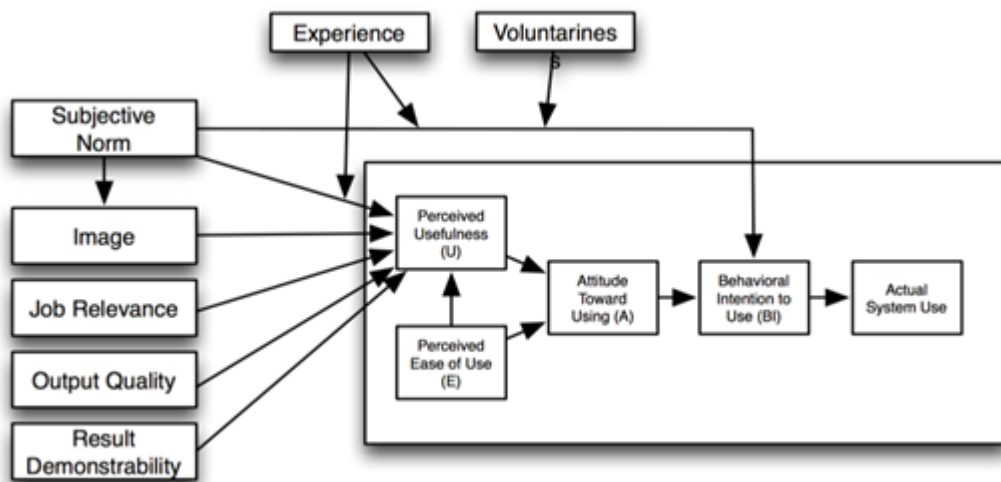 Experience
Voluntarines
s
Subjective
Norm
Image
Job Relevance
Output Quality
Result
Demonstrability
Perceived
Usefulness
(U)
Perceived
Ease of Use
(E)
Attitude
Toward
Using (A)
Behavioral
Intention to
Use (BI)
Actual
System Use